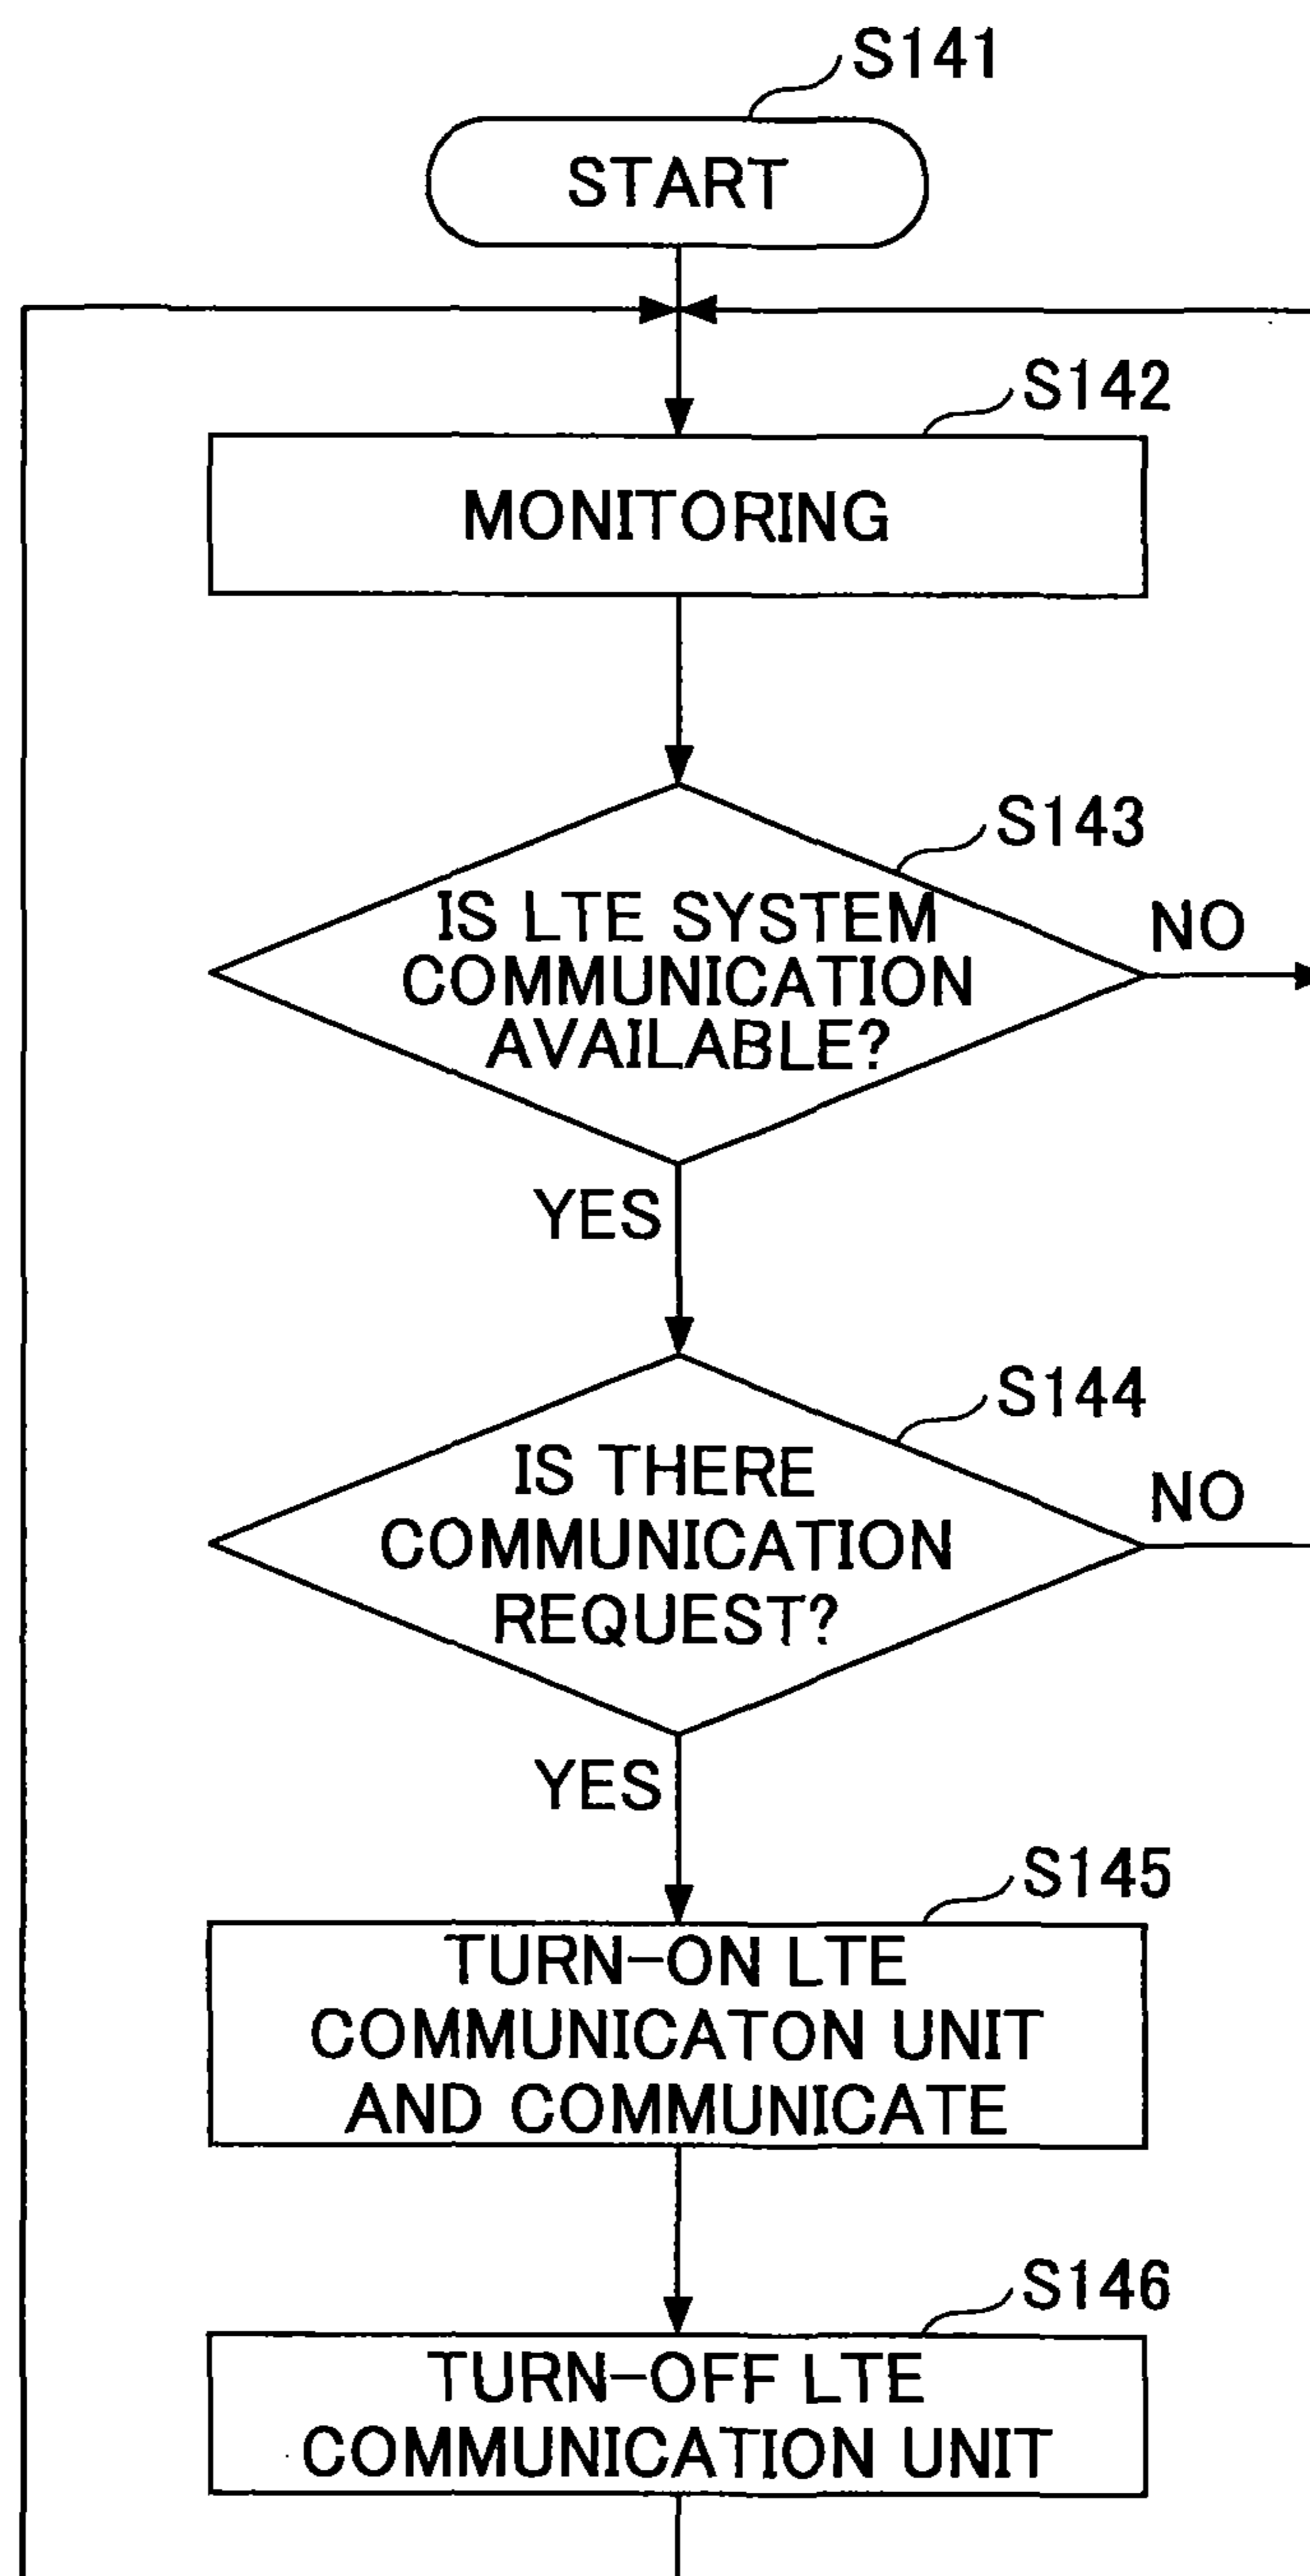 S141
START
S142
MONITORING
S143
IS LTE SYSTEM
COMMUNICATION
AVAILABLE?
NO
YES
S144
IS THERE
COMMUNICATION
REQUEST?
NO
YES
S145
TURN-ON LTE
COMMUNICATON UNIT
AND COMMUNICATE
S146
TURN-OFF LTE
COMMUNICATION UNIT